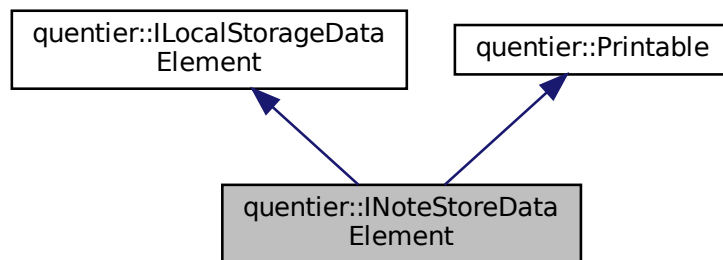 quentier::ILocalStorageData
Element
quentier::Printable
quentier::INoteStoreData
Element